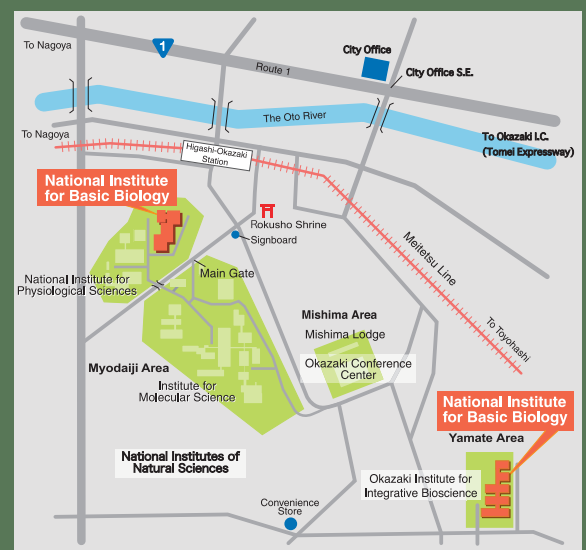 To Nagoya
1
Route 1
City Office
City Office S.E.
The Oto River
To Okazaki I.C.
(Tomei Expressway)
To Nagoya
Higashi-Okazaki
Station
National Institute
for Basic Biology
Rokusho Shrine
Signboard
Main Gate
National Institute for
Physiological Sciences
Meitetsu Line
To Toyohashi
Mishima Area
Mishima Lodge
Okazaki Conference
Center
Myodaiji Area
Institute for
Molecular Science
National Institute
for Basic Biology
Yamate Area
National Institutes of
Natural Sciences
Okazaki Institute for
Integrative Bioscience
Convenience
Store